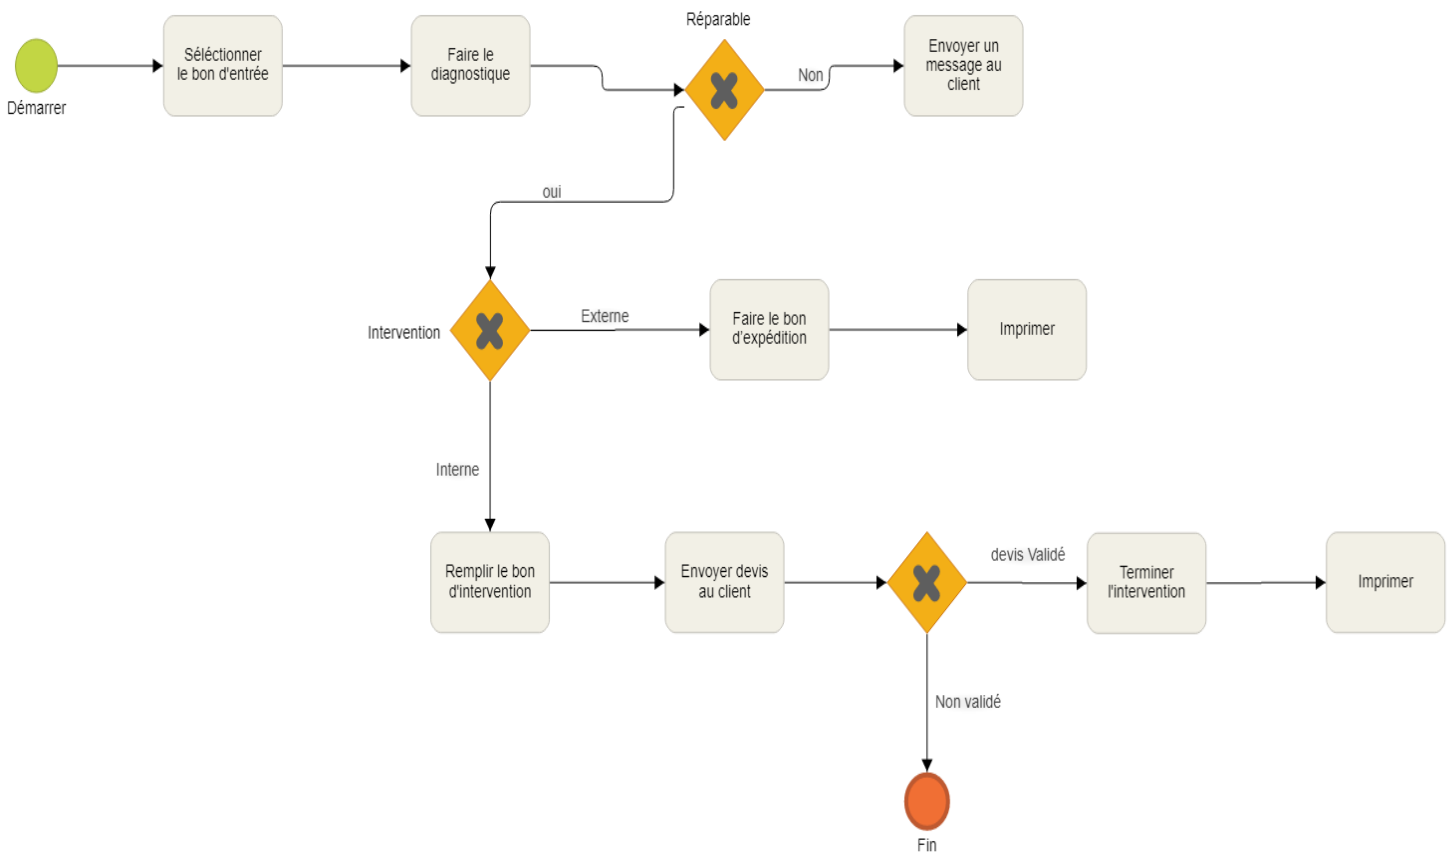 Réparable
Séléctionner
le bon d'entrée
Faire le
diagnostique
Non
Envoyer un
message au
client
Démarrer
oui
Intervention
Externe
Faire le bon
d'expédition
Imprimer
Interne
Remplir le bon
d'intervention
Envoyer devis
au client
devis Validé
Terminer
l'intervention
Imprimer
Non validé
Fin